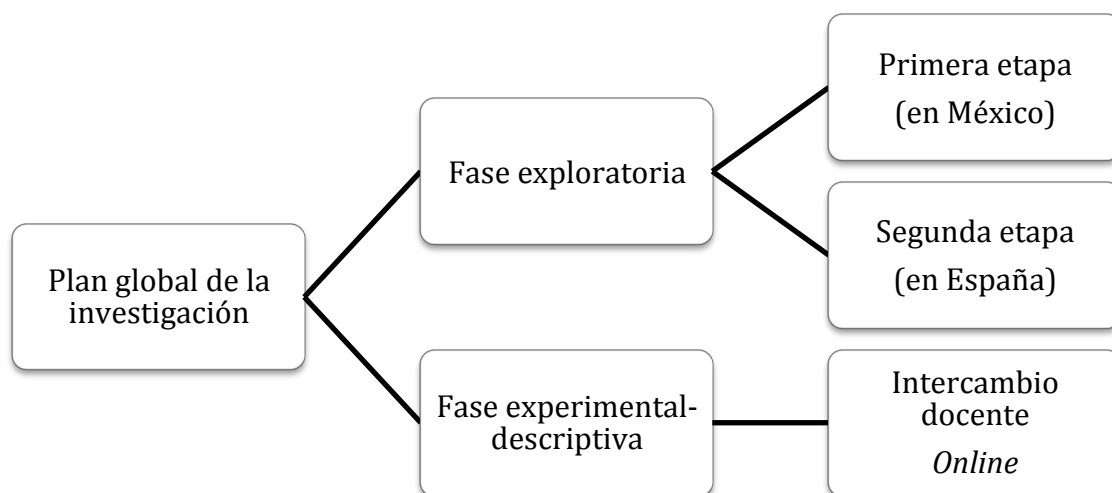 Plan global de la
investigación
Fase exploratoria
Primera etapa
(en México)
Segunda etapa
(en España)
Fase experimental-
descriptiva
Intercambio
docente
Online